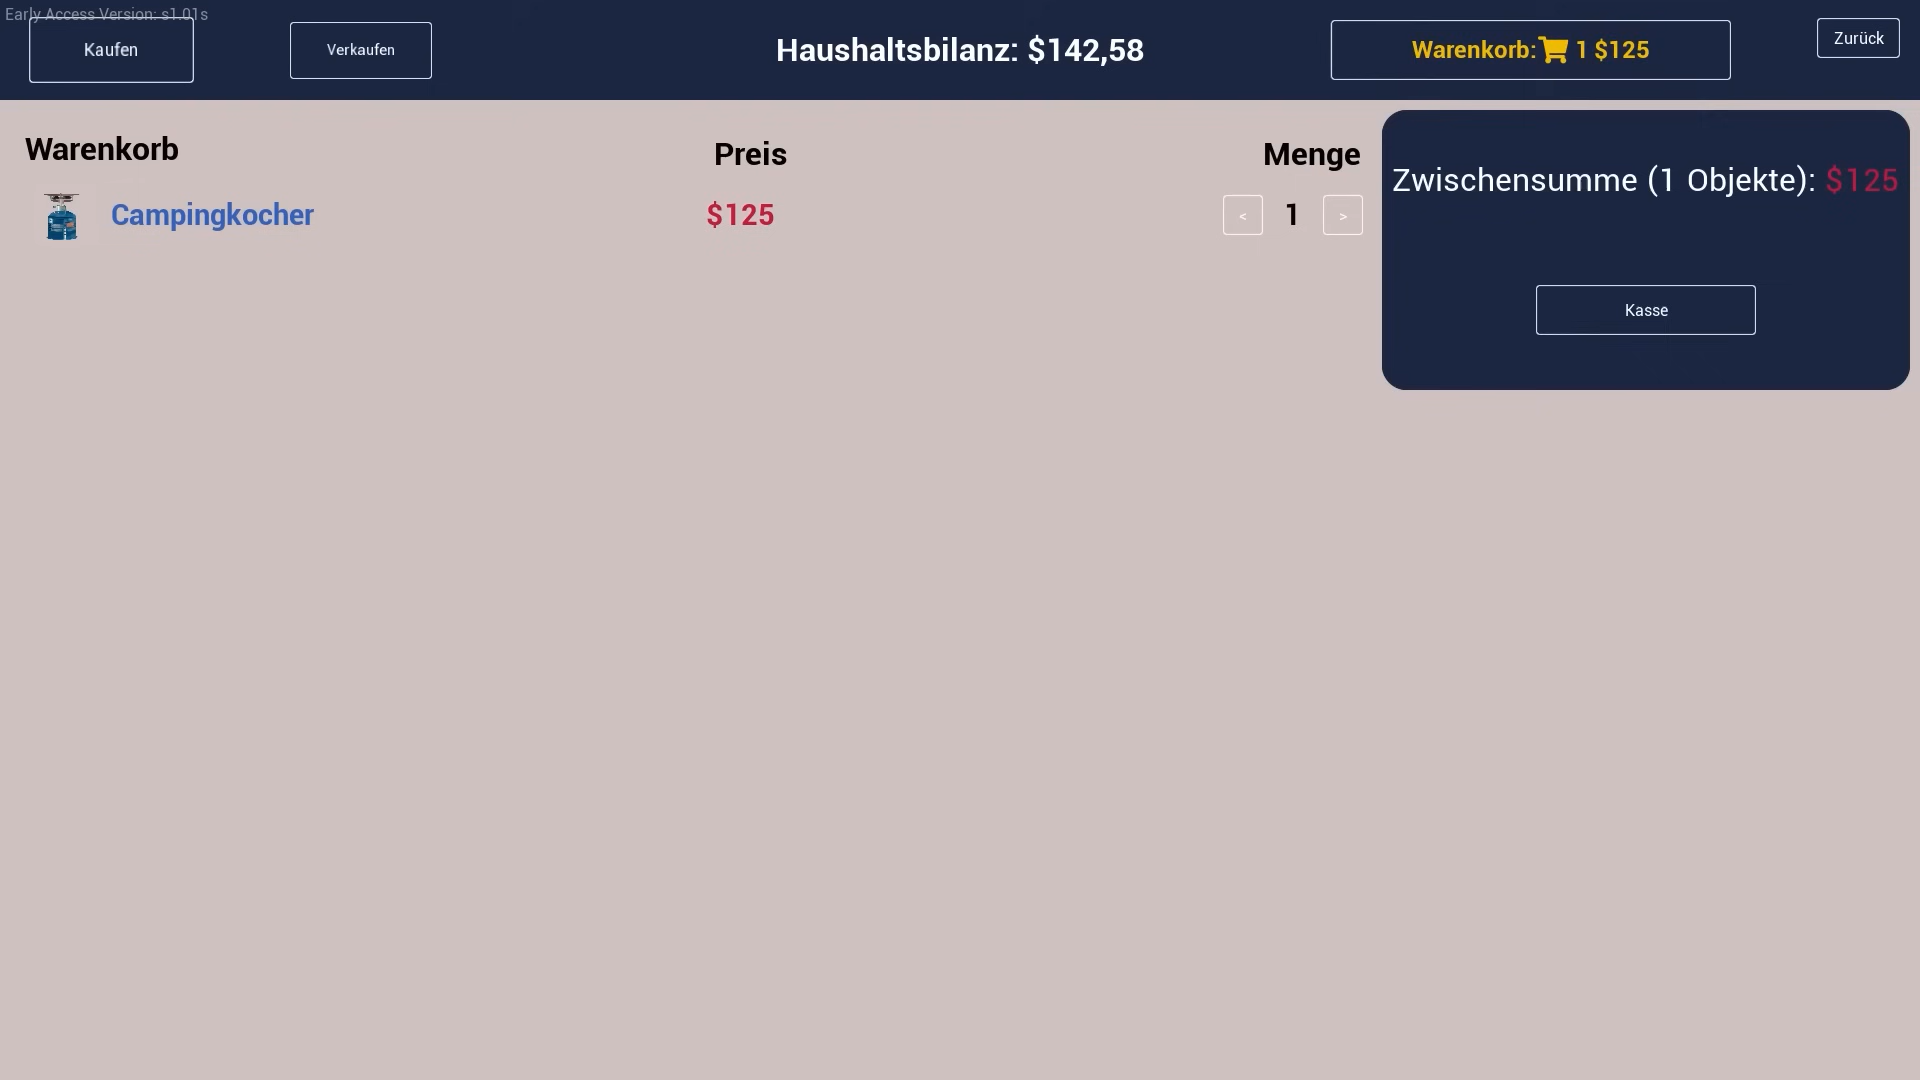 Early Access Version: s1.01s
Kaufen
Verkaufen
Haushaltsbilanz: $142,58
Warenkorb: 1 $125
Zurück
Warenkorb
Preis
Menge
Campingkocher
$125
< 1 >
Zwischensumme (1 Objekte): $125
Kasse